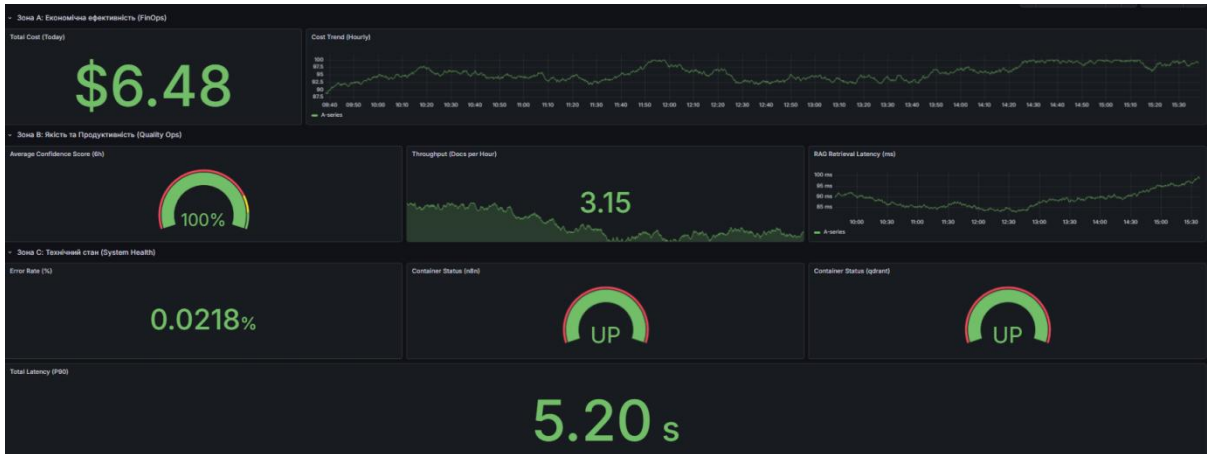 Зона A: Економічна ефективність (FinOps)
Total Cost (Today)
$6.48
Cost Trend (Hourly)
100
97.5
95
92.5
90
87.5
09:40 09:50 10:00 10:10 10:20 10:30 10:40 10:50 11:00 11:10 11:20 11:30 11:40 11:50 12:00 12:10 12:20 12:30 12:40 12:50 13:00 13:10 13:20 13:30 13:40 13:50 14:00 14:10 14:20 14:30 14:40 14:50 15:00 15:10 15:20 15:30
A-series
Зона B: Якість та Продуктивність (Quality Ops)
Average Confidence Score (6h)
100%
Throughput (Docs per Hour)
3.15
RAG Retrieval Latency (ms)
100 ms
95 ms
90 ms
85 ms
10:00 10:30 11:00 11:30 12:00 12:30 13:00 13:30 14:00 14:30 15:00 15:30
A-series
Зона C: Технічний стан (System Health)
Error Rate (%)
0.0218%
Container Status (n8n)
UP
Container Status (qdrant)
UP
Total Latency (P90)
5.20 s